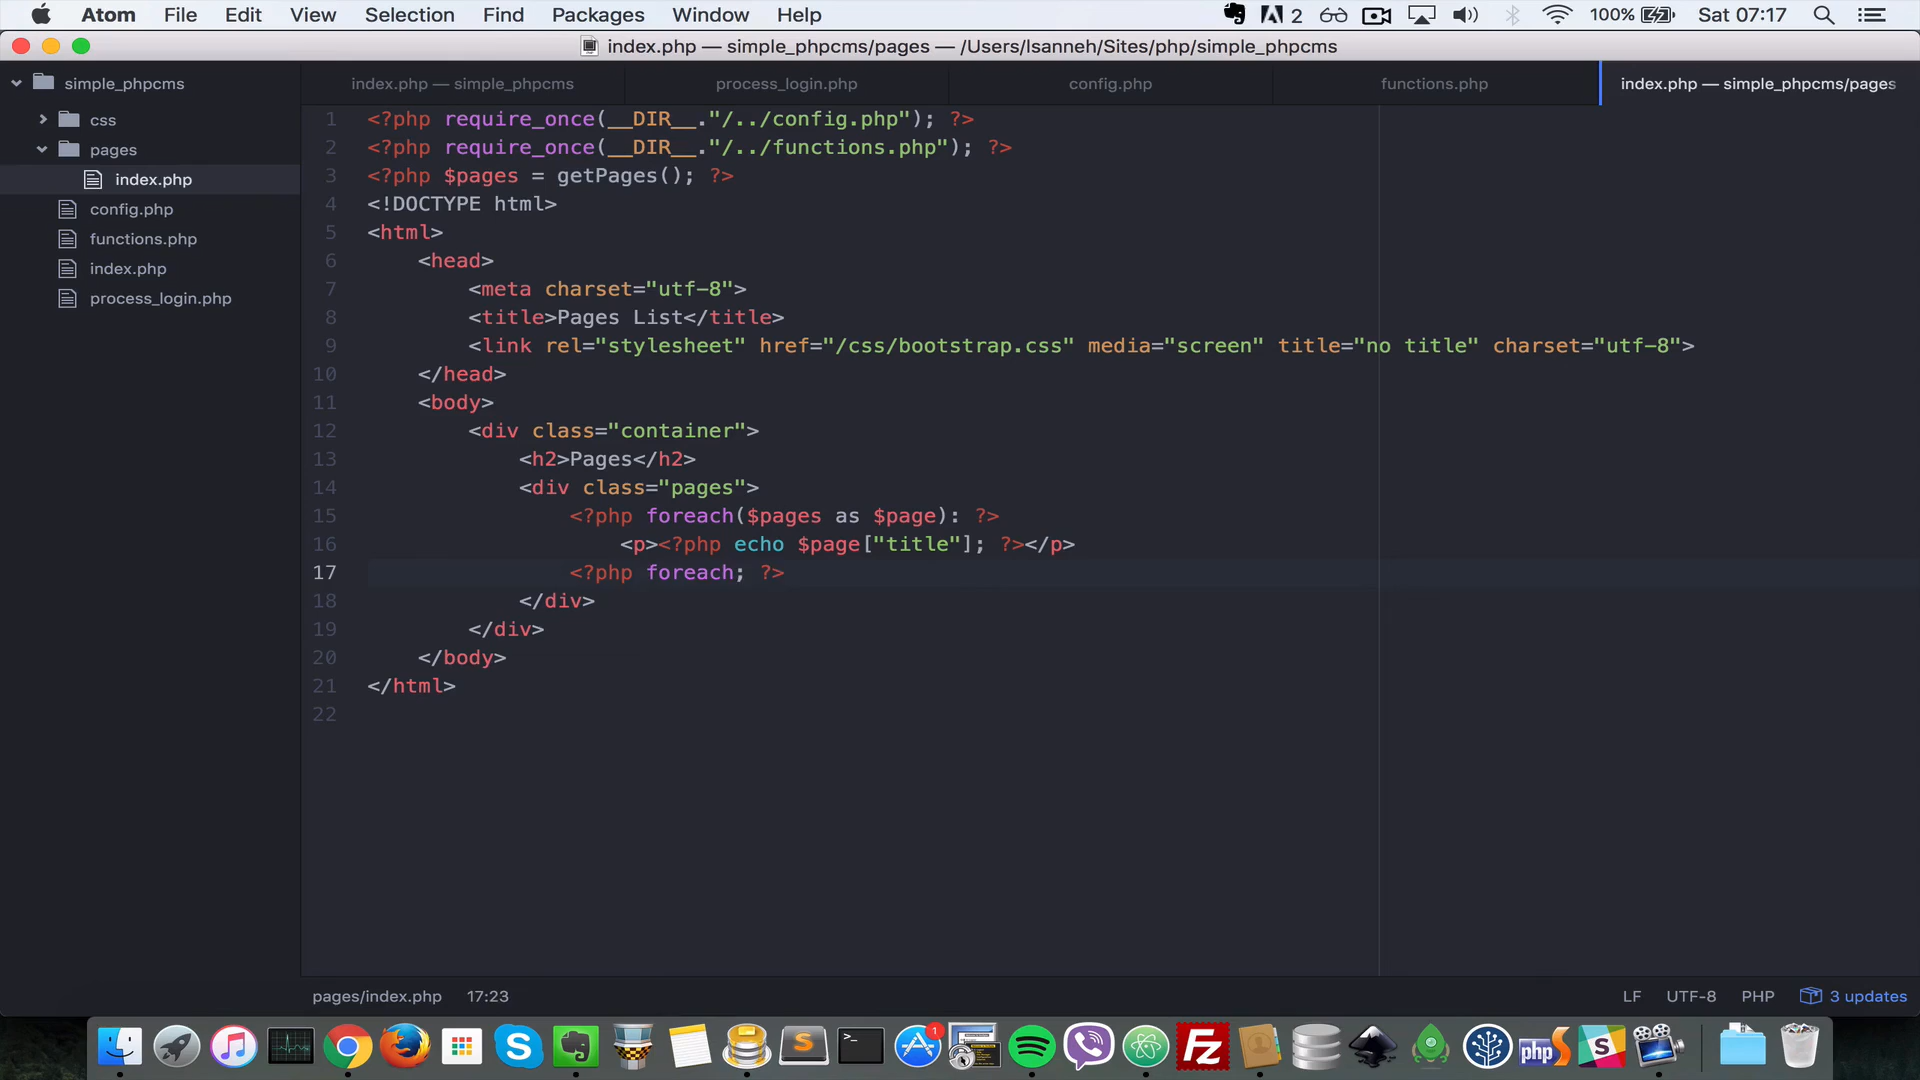 Atom File Edit View Selection Find Packages Window Help 2 100% Sat 07:17
index.php — simple_phpcms/pages — /Users/lsanneh/Sites/php/simple_phpcms
simple_phpcms
css
pages
index.php
config.php
functions.php
index.php
process_login.php
index.php — simple_phpcms process_login.php config.php functions.php index.php — simple_phpcms/pages
1 <?php require_once(__DIR__."/../config.php"); ?>
2 <?php require_once(__DIR__."/../functions.php"); ?>
3 <?php $pages = getPages(); ?>
4 <!DOCTYPE html>
5 <html>
6 <head>
7 <meta charset="utf-8">
8 <title>Pages List</title>
9 <link rel="stylesheet" href="/css/bootstrap.css" media="screen" title="no title" charset="utf-8">
10 </head>
11 <body>
12 <div class="container">
13 <h2>Pages</h2>
14 <div class="pages">
15 <?php foreach($pages as $page): ?>
16 <p><?php echo $page["title"]; ?></p>
17 <?php foreach; ?>
18 </div>
19 </div>
20 </body>
21 </html>
22
pages/index.php 17:23 LF UTF-8 PHP 3 updates
1
php